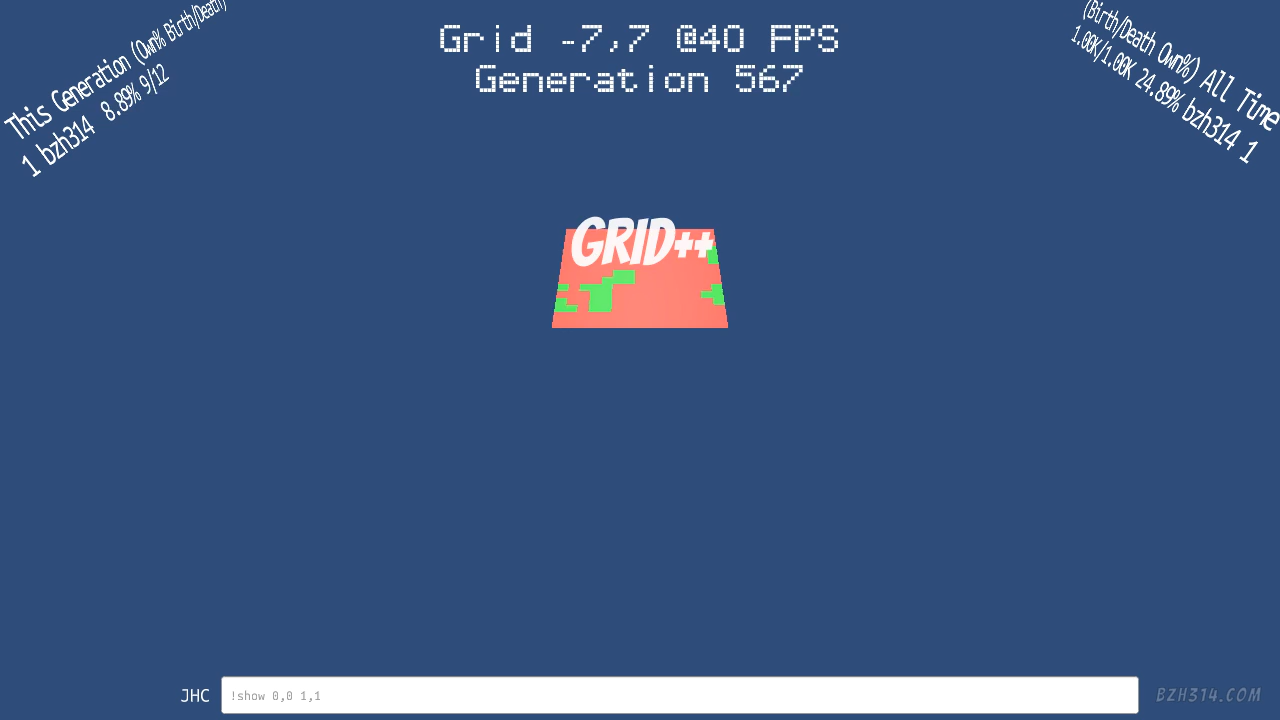 Grid -7,7 @40 FPS
Generation 567
This Generation (Own% Birth/Death)
1 bzh314 8.89% 9/12
(Birth/Death Own%) All Time
1.00K/1.00K 24.89% bzh314 1
GRID++
JHC
!show 0,0 1,1
BZH314.COM